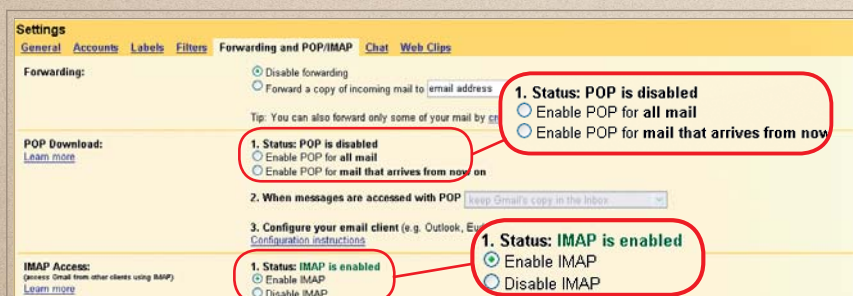 Settings
General Accounts Labels Filters Forwarding and POP/IMAP Chat Web Clips
Forwarding:
Disable forwarding
Forward a copy of incoming mail to email address
Tip: You can also forward only some of your mail by
POP Download:
Learn more
1. Status: POP is disabled
Enable POP for all mail
Enable POP for mail that arrives from now on
2. When messages are accessed with POP keep Gmail's copy in the Inbox
3. Configure your email client (e.g. Outlook,
Configuration instructions
IMAP Access:
(access Gmail from other clients using IMAP)
Learn more
1. Status: IMAP is enabled
Enable IMAP
Disable IMAP
1. Status: POP is disabled
Enable POP for all mail
Enable POP for mail that arrives from now
1. Status: IMAP is enabled
Enable IMAP
Disable IMAP